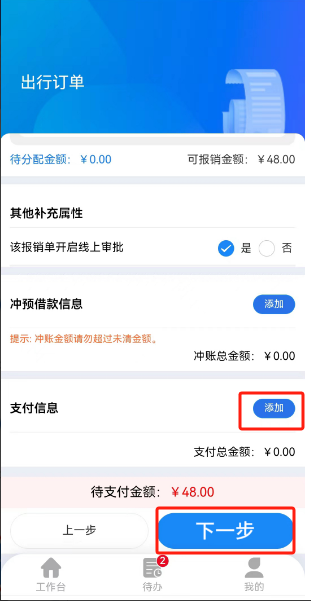 出行订单
待分配金额：￥0.00 可报销金额：￥48.00
其他补充属性
该报销单开启线上审批 是 否
冲预借款信息 添加
提示: 冲账金额请勿超过未清金额。
冲账总金额：￥0.00
支付信息 添加
支付总金额：￥0.00
待支付金额：￥48.00
上一步 下一步
2
工作台 待办 我的